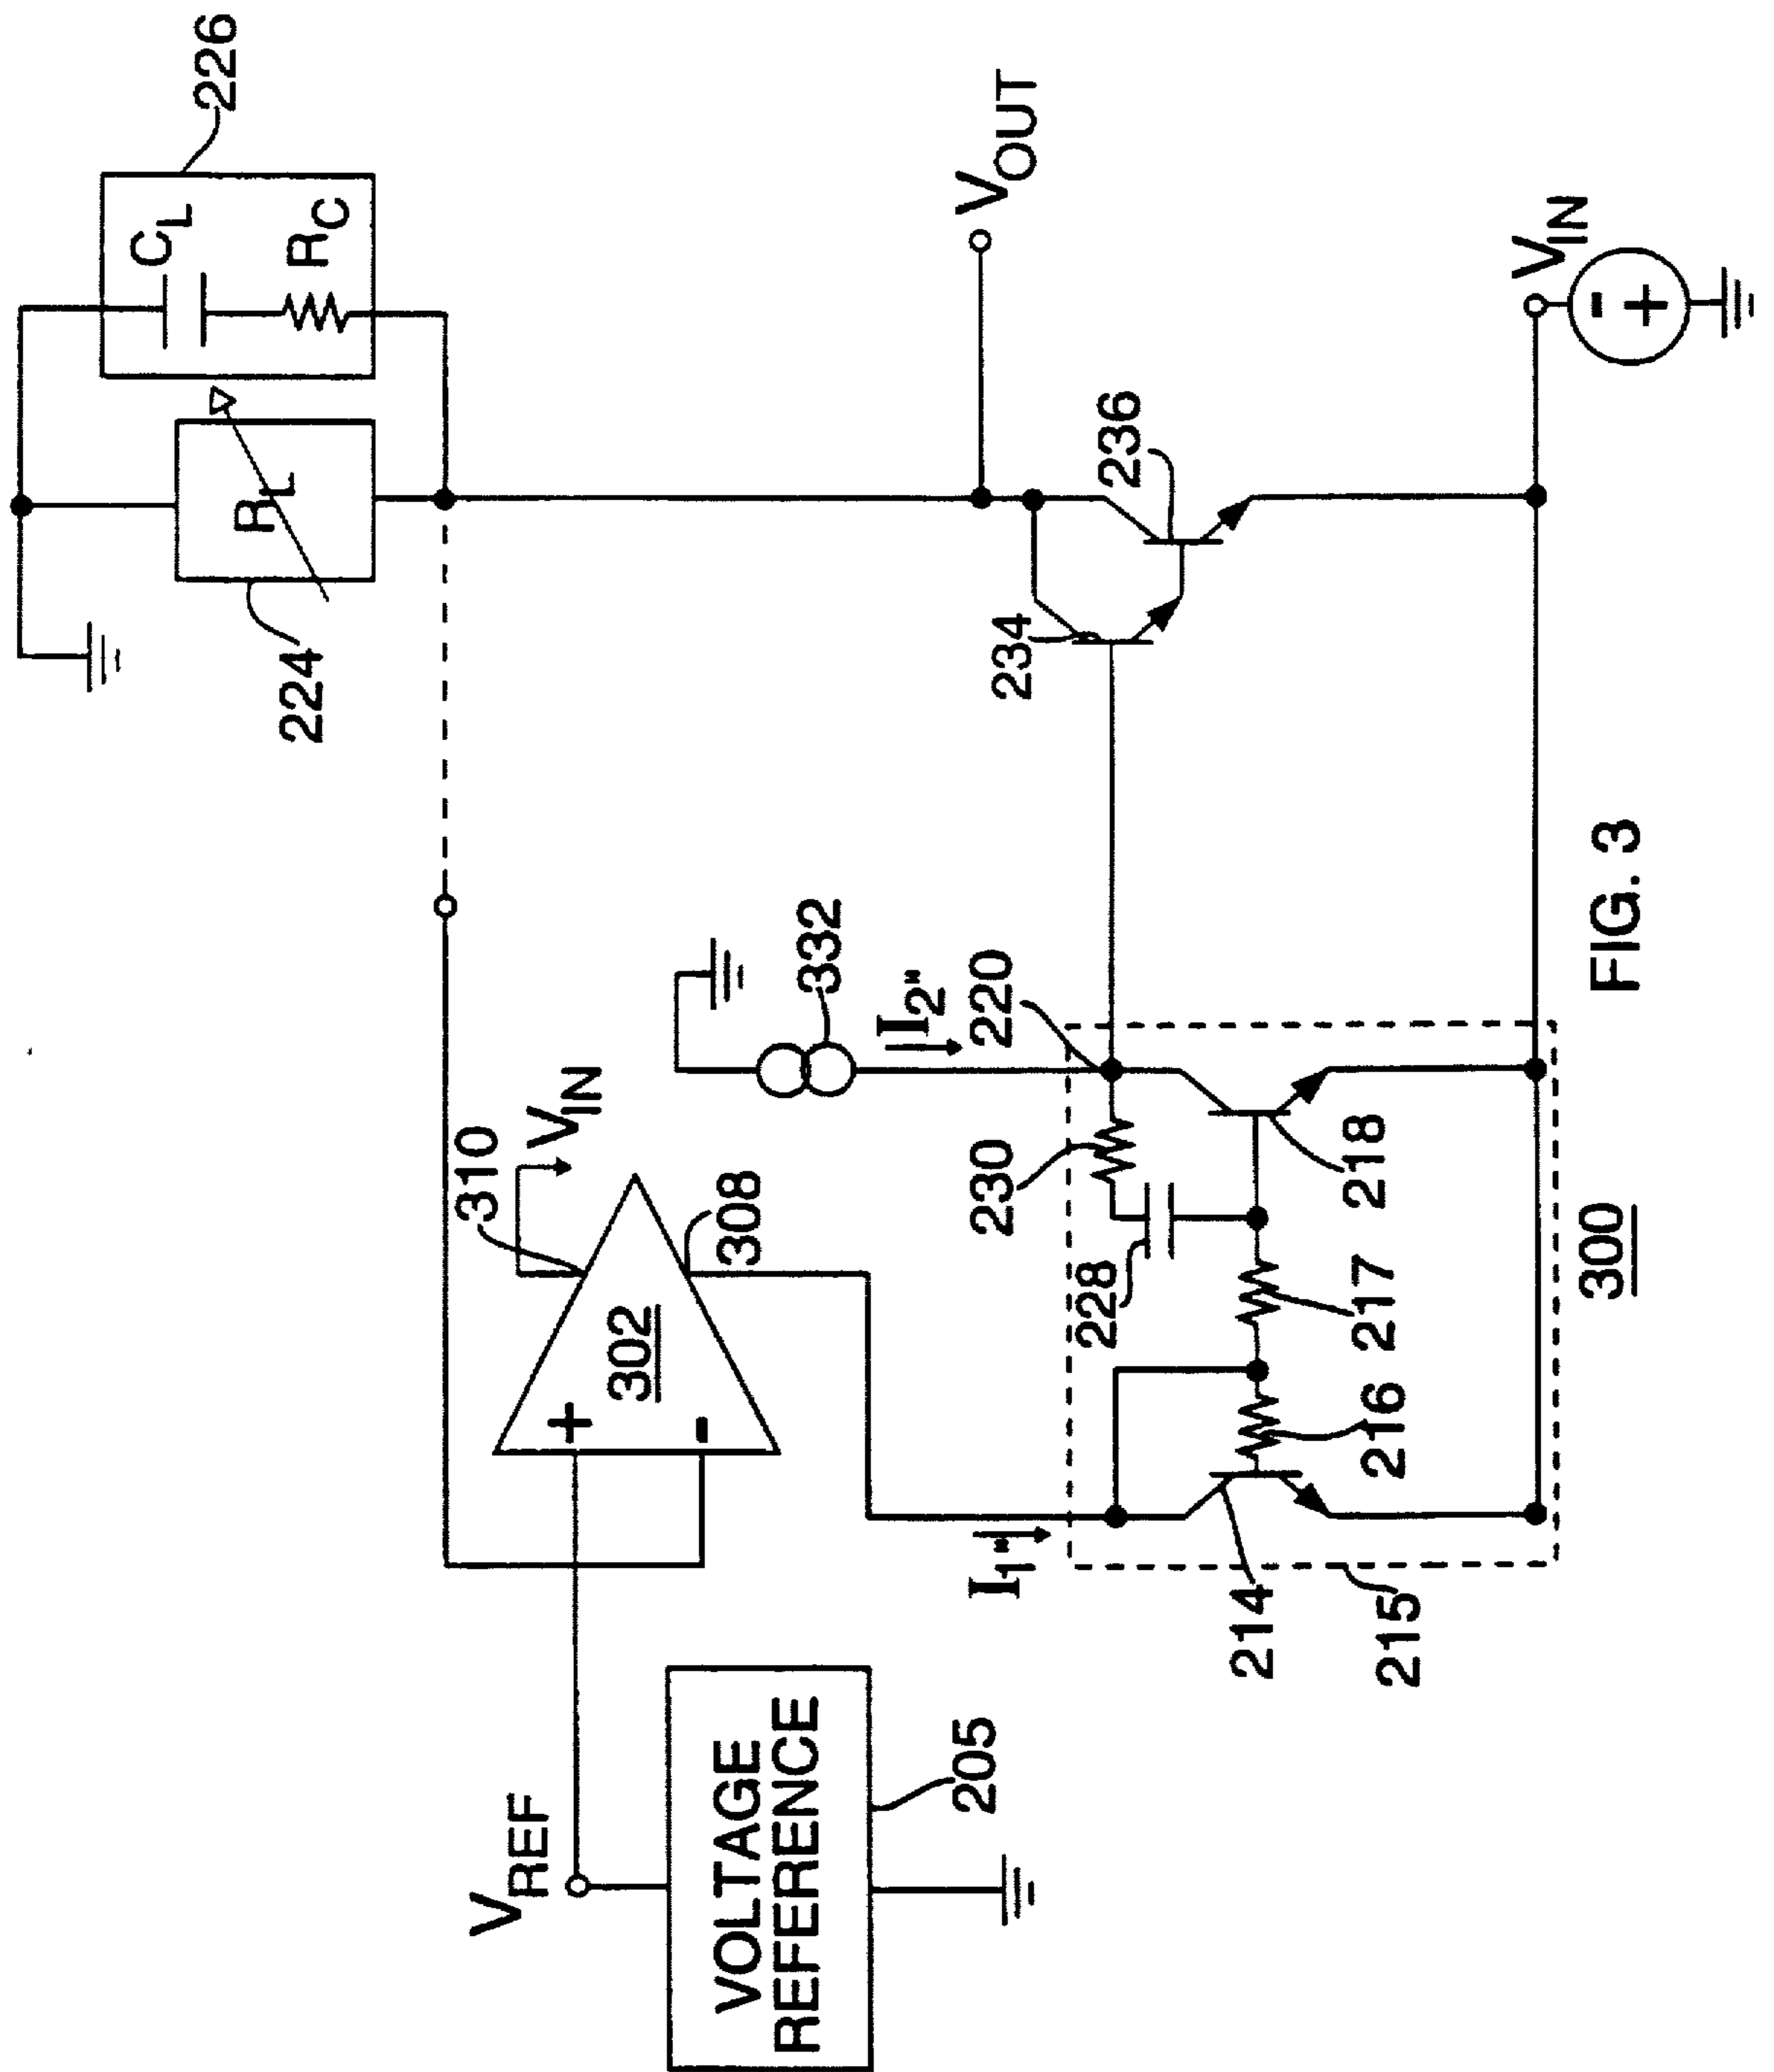 226
C_L
R_C
R_L
224
V_OUT
V_IN
-
+
236
234
332
I_2"
220
310
V_IN
+
302
-
308
230
228
218
217
216
I_1"
214
215
300
V_REF
VOLTAGE
REFERENCE
205
FIG. 3